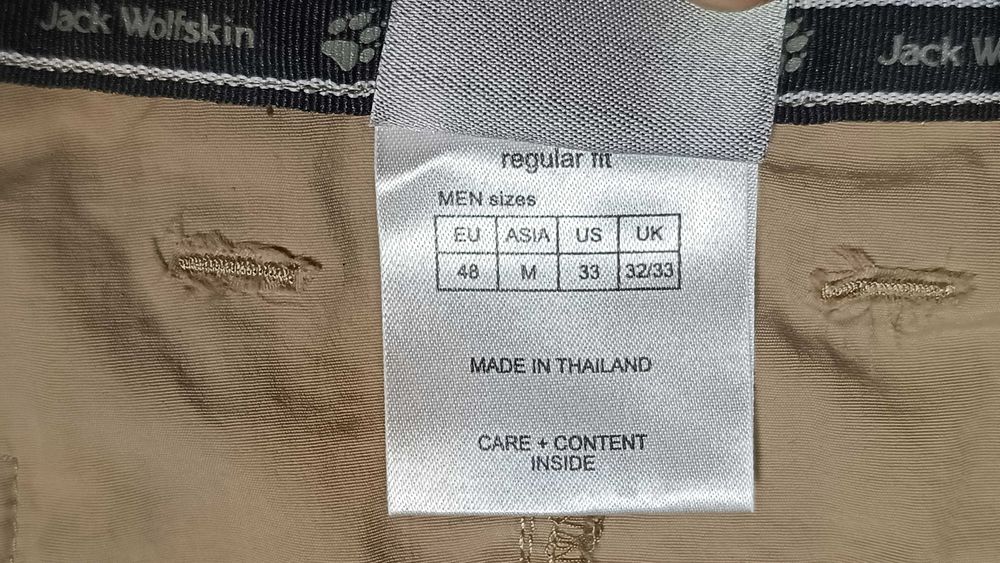 Jack Wolfskin
Jack W
regular fit
MEN sizes
EU ASIA US UK
48 M 33 32/33
MADE IN THAILAND
CARE + CONTENT
INSIDE